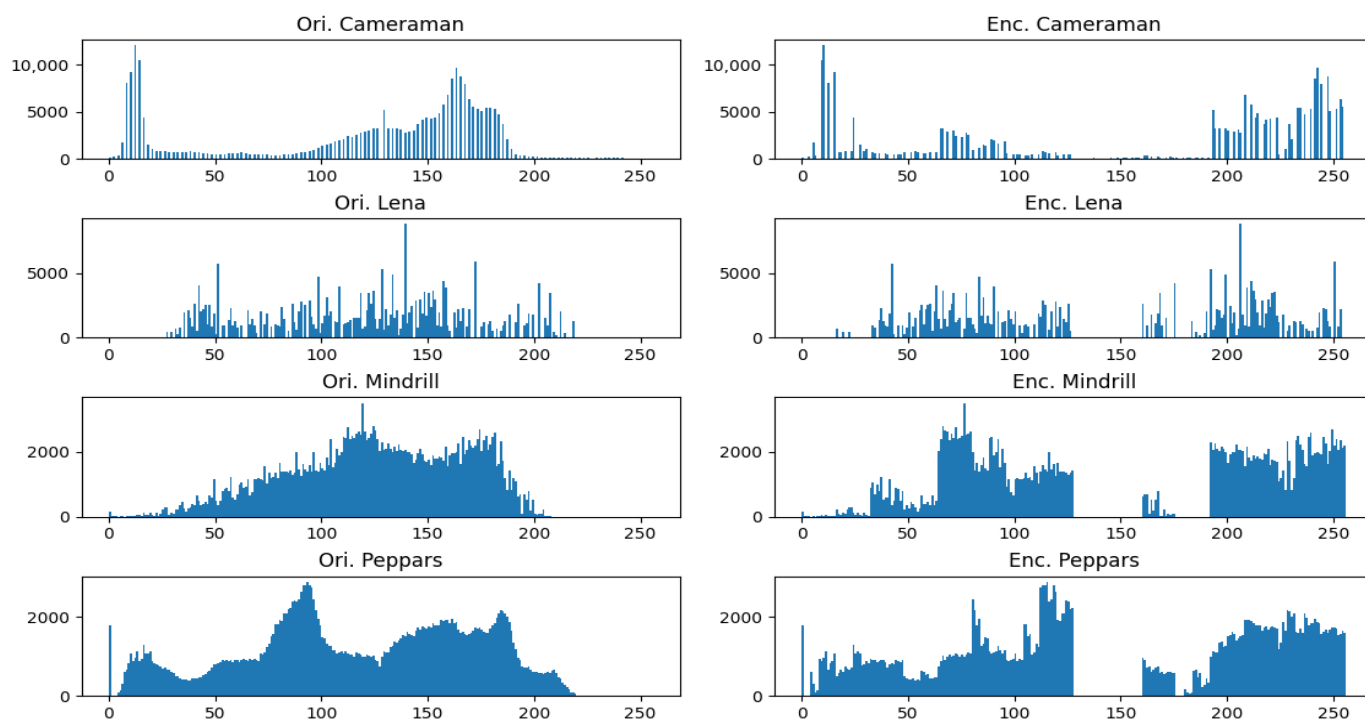 Ori. Cameraman
10,000
5000
0
0 50 100 150 200 250
Enc. Cameraman
10,000
5000
0
0 50 100 150 200 250
Ori. Lena
5000
0
0 50 100 150 200 250
Enc. Lena
5000
0
0 50 100 150 200 250
Ori. Mindrill
2000
0
0 50 100 150 200 250
Enc. Mindrill
2000
0
0 50 100 150 200 250
Ori. Peppars
2000
0
0 50 100 150 200 250
Enc. Peppars
2000
0
0 50 100 150 200 250